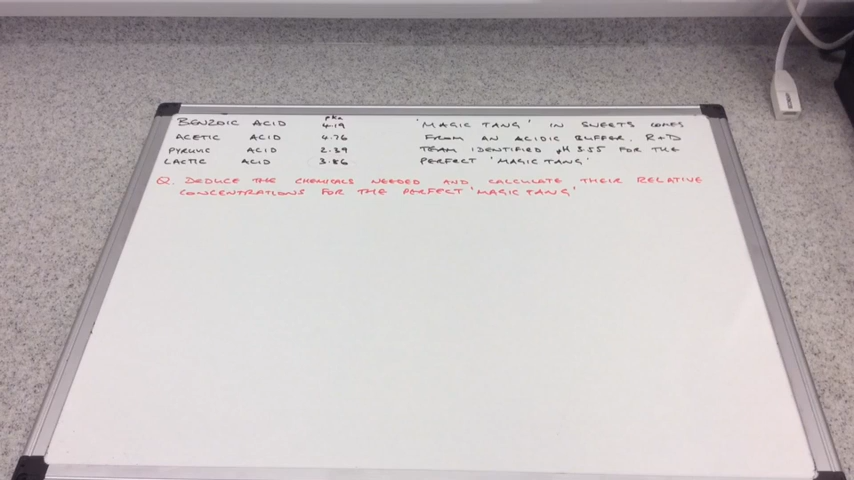 pKa
BENZOIC ACID 4.19
ACETIC ACID 4.76
PYRUVIC ACID 2.39
LACTIC ACID 3.86
'MAGIC TANG' IN SWEETS COMES
FROM AN ACIDIC BUFFER. R+D
TEAM IDENTIFIED pH 3.55 FOR THE
PERFECT 'MAGIC TANG'
Q. DEDUCE THE CHEMICALS NEEDED AND CALCULATE THEIR RELATIVE
CONCENTRATIONS FOR THE PERFECT 'MAGIC TANG'